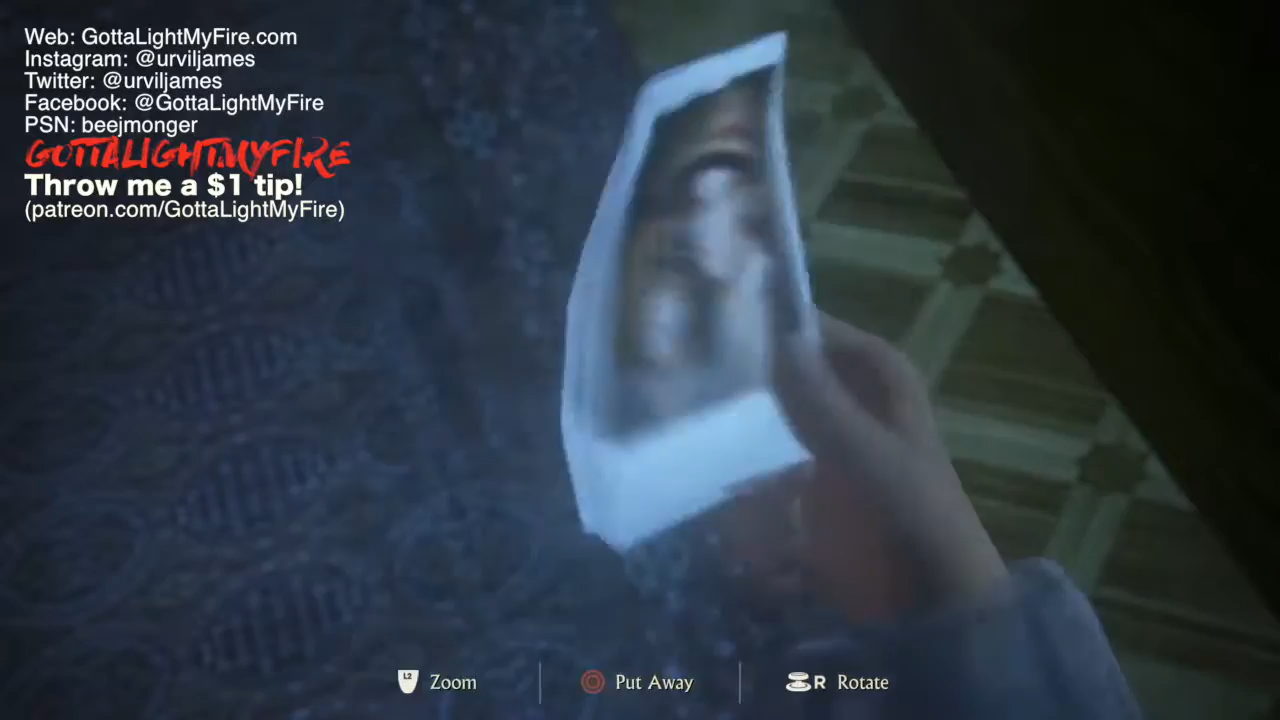 Web: GottaLightMyFire.com
Instagram: @urviljames
Twitter: @urviljames
Facebook: @GottaLightMyFire
PSN: beejmonger
GOTTALIGHTMYFIRE
Throw me a $1 tip!
(patreon.com/GottaLightMyFire)
L2 Zoom
Put Away
R Rotate